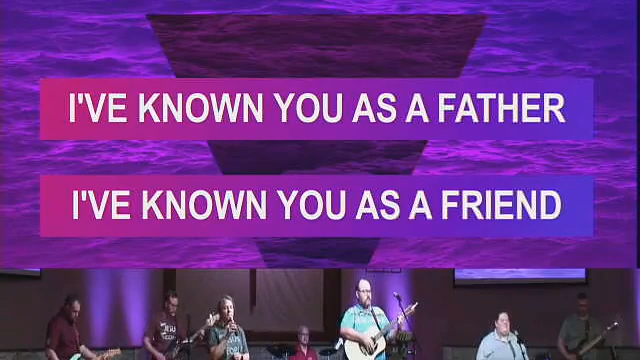 I'VE KNOWN YOU AS A FATHER
I'VE KNOWN YOU AS A FRIEND